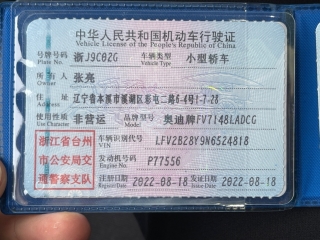 中华人民共和国机动车行驶证
Vehicle License of the People's Republic of China
号牌号码 浙J9C02G 车辆类型 小型轿车
Plate No. Vehicle Type
所有人 张亮
Owner
住址 辽宁省本溪市溪湖区彩屯二路6-4号1-7-28
Address
使用性质 非营运 品牌型号 奥迪牌FV7148LADCG
Use Character Model
浙江省台州市公安局交通警察支队
车辆识别代号 LFV2B28Y9N6524818
VIN
发动机号码 P77556
Engine No.
注册日期 2022-08-18 发证日期 2022-08-18
Register Date Issue Date